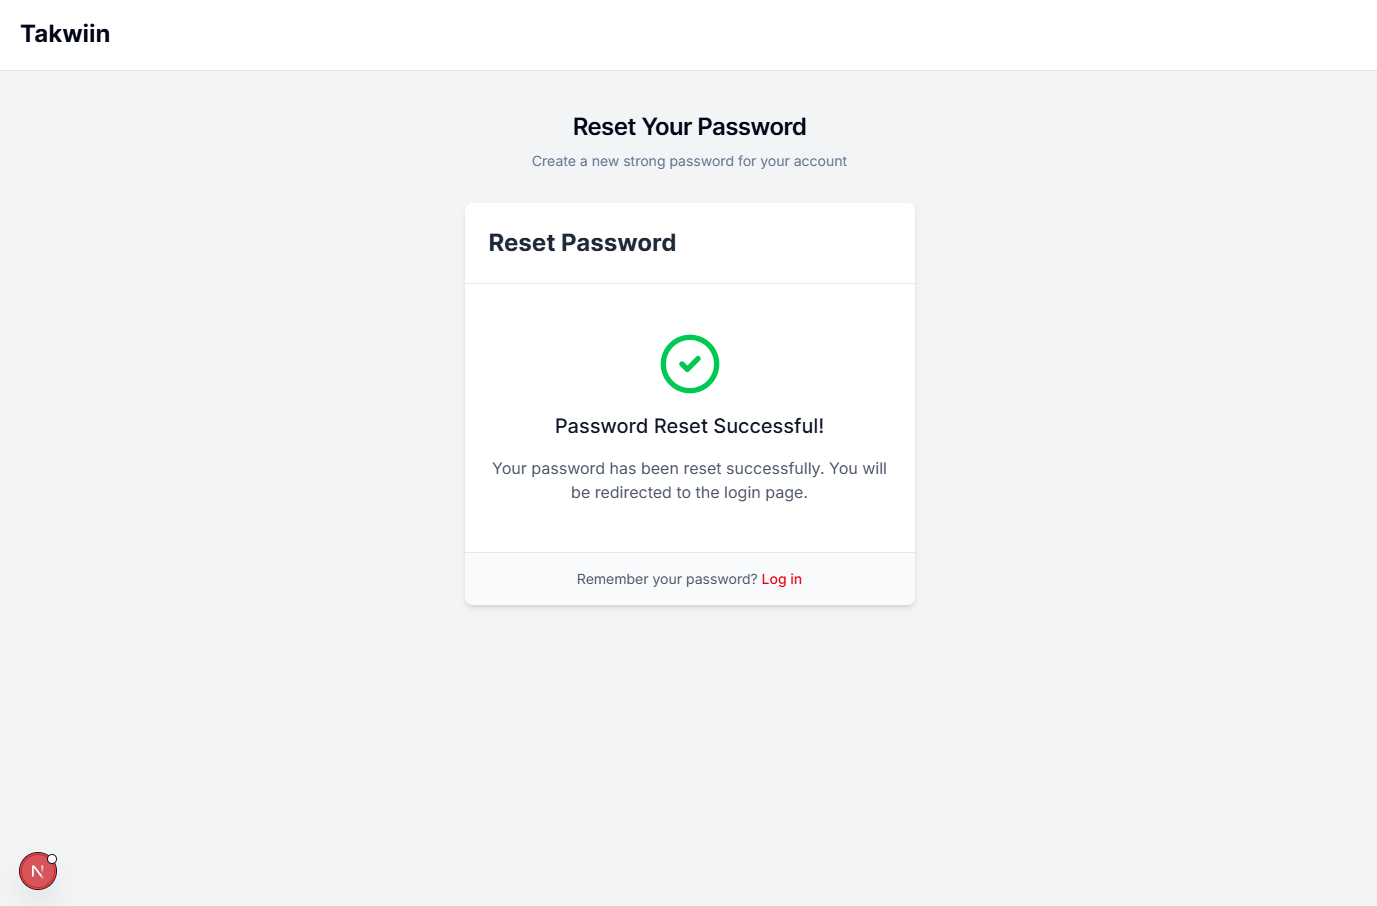 Takwiin
Reset Your Password
Create a new strong password for your account
Reset Password
Password Reset Successful!
Your password has been reset successfully. You will
be redirected to the login page.
Remember your password? Log in
N